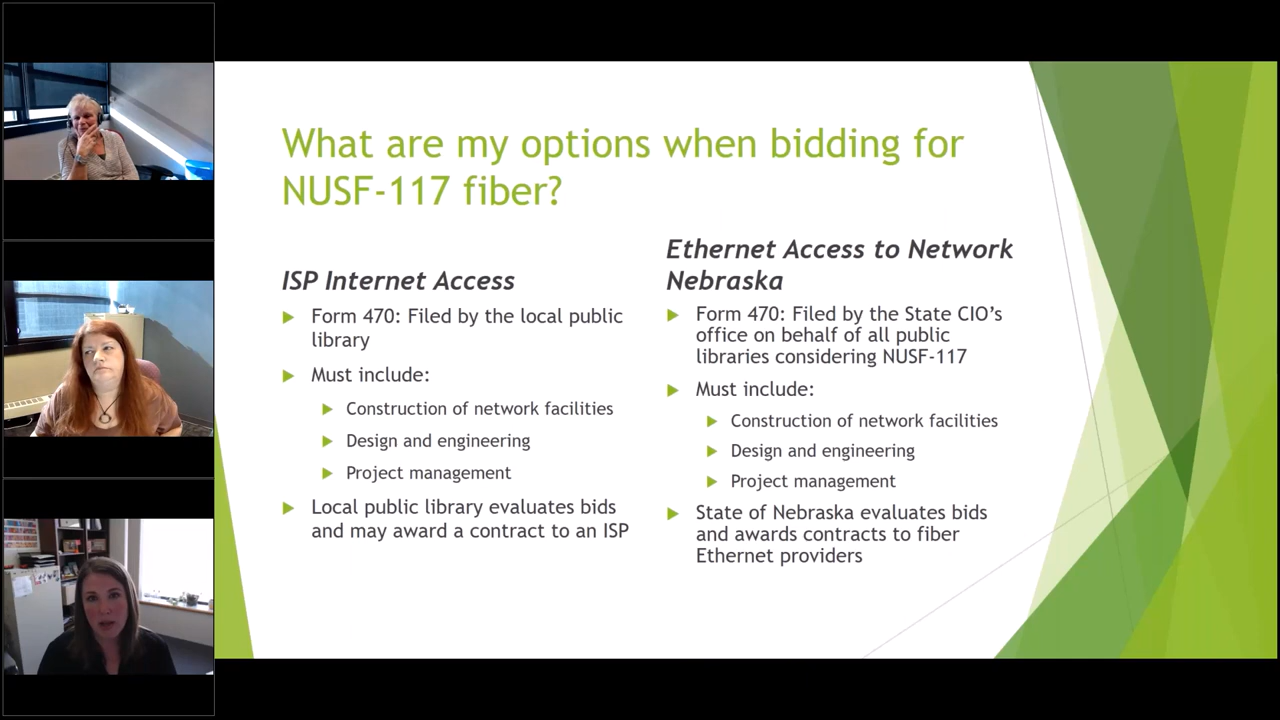 What are my options when bidding for
NUSF-117 fiber?
ISP Internet Access
Form 470: Filed by the local public
library
Must include:
Construction of network facilities
Design and engineering
Project management
Local public library evaluates bids
and may award a contract to an ISP
Ethernet Access to Network
Nebraska
Form 470: Filed by the State CIO's
office on behalf of all public
libraries considering NUSF-117
Must include:
Construction of network facilities
Design and engineering
Project management
State of Nebraska evaluates bids
and awards contracts to fiber
Ethernet providers